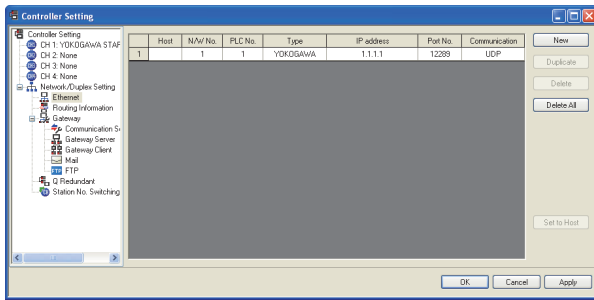 Controller Setting
Controller Setting
CH 1: YOKOGAWA STAF
CH 2: None
CH 3: None
CH 4: None
Network/Duplex Setting
Ethernet
Routing Information
Gateway
Communication S
Gateway Server
Gateway Client
Mail
FTP FTP
Q Redundant
Station No. Switching
Host N/W No. PLC No. Type IP address Port No. Communication
1 1 1 YOKOGAWA 1.1.1.1 12289 UDP
New
Duplicate
Delete
Delete All
Set to Host
OK Cancel Apply